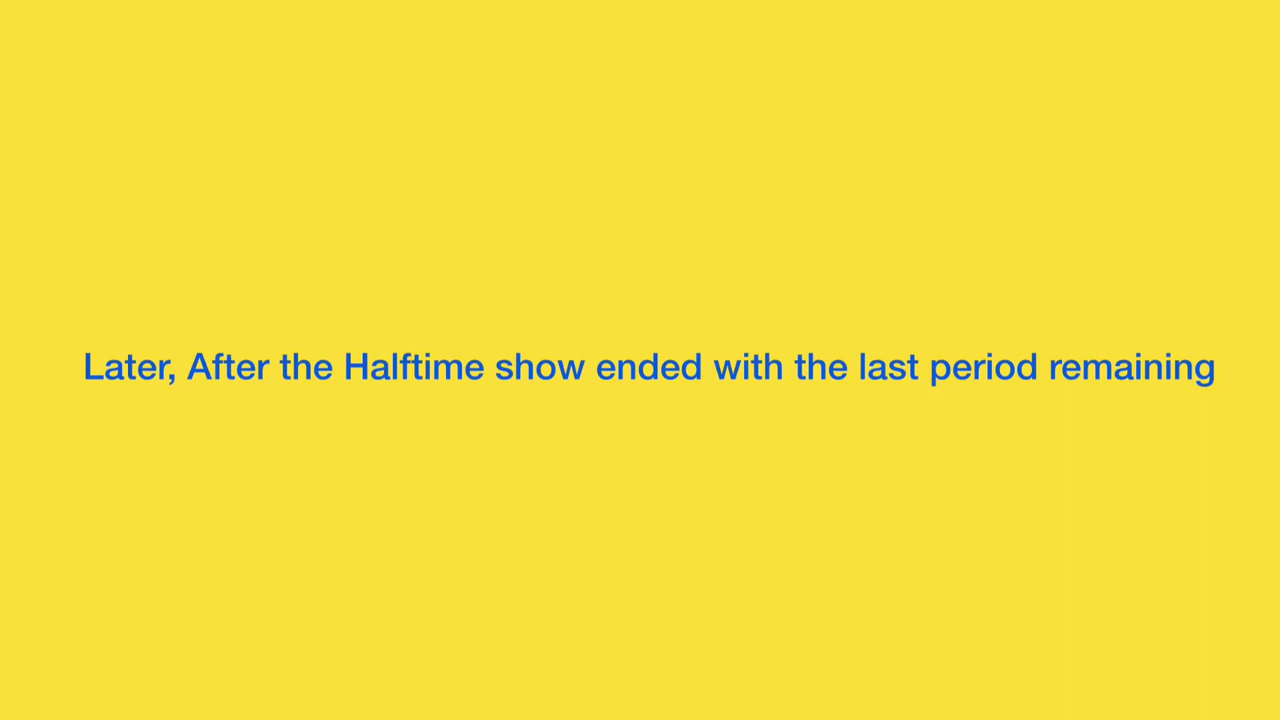 Later, After the Halftime show ended with the last period remaining